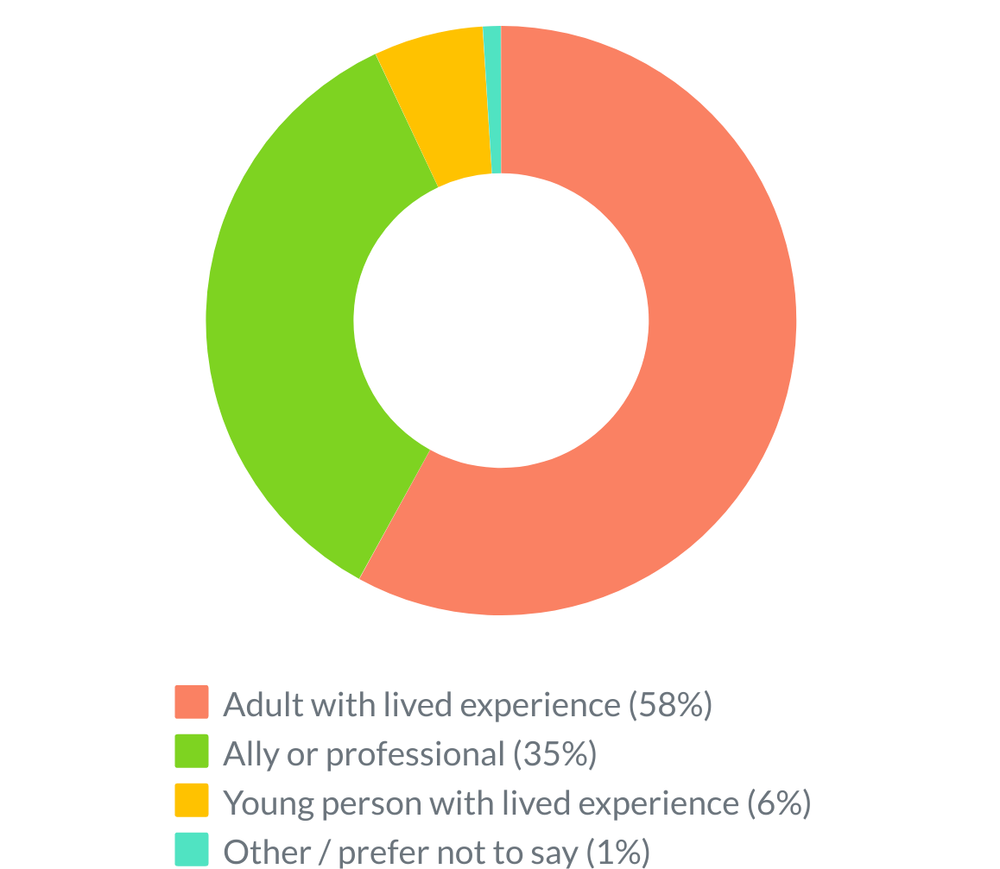 Adult with lived experience (58%)
Ally or professional (35%)
Young person with lived experience (6%)
Other / prefer not to say (1%)